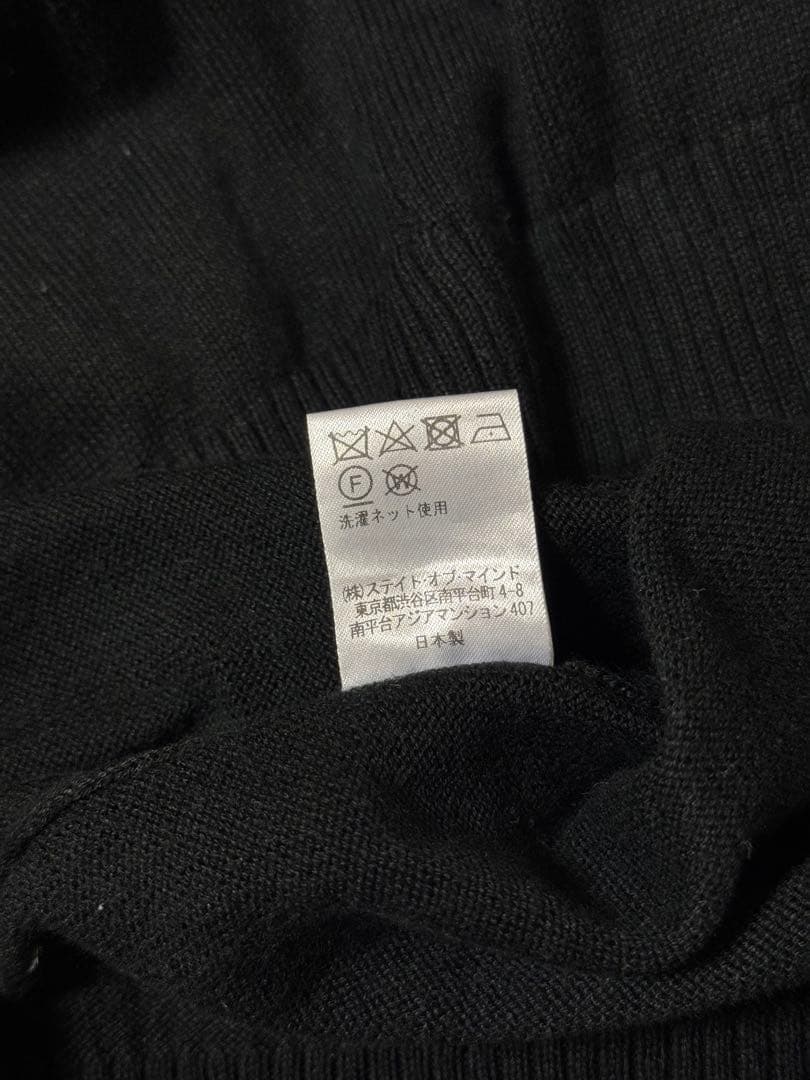 F W
洗濯ネット使用
(株)ステイト・オブ・マインド
東京都渋谷区南平台町4-8
南平台アジアマンション407
日本製